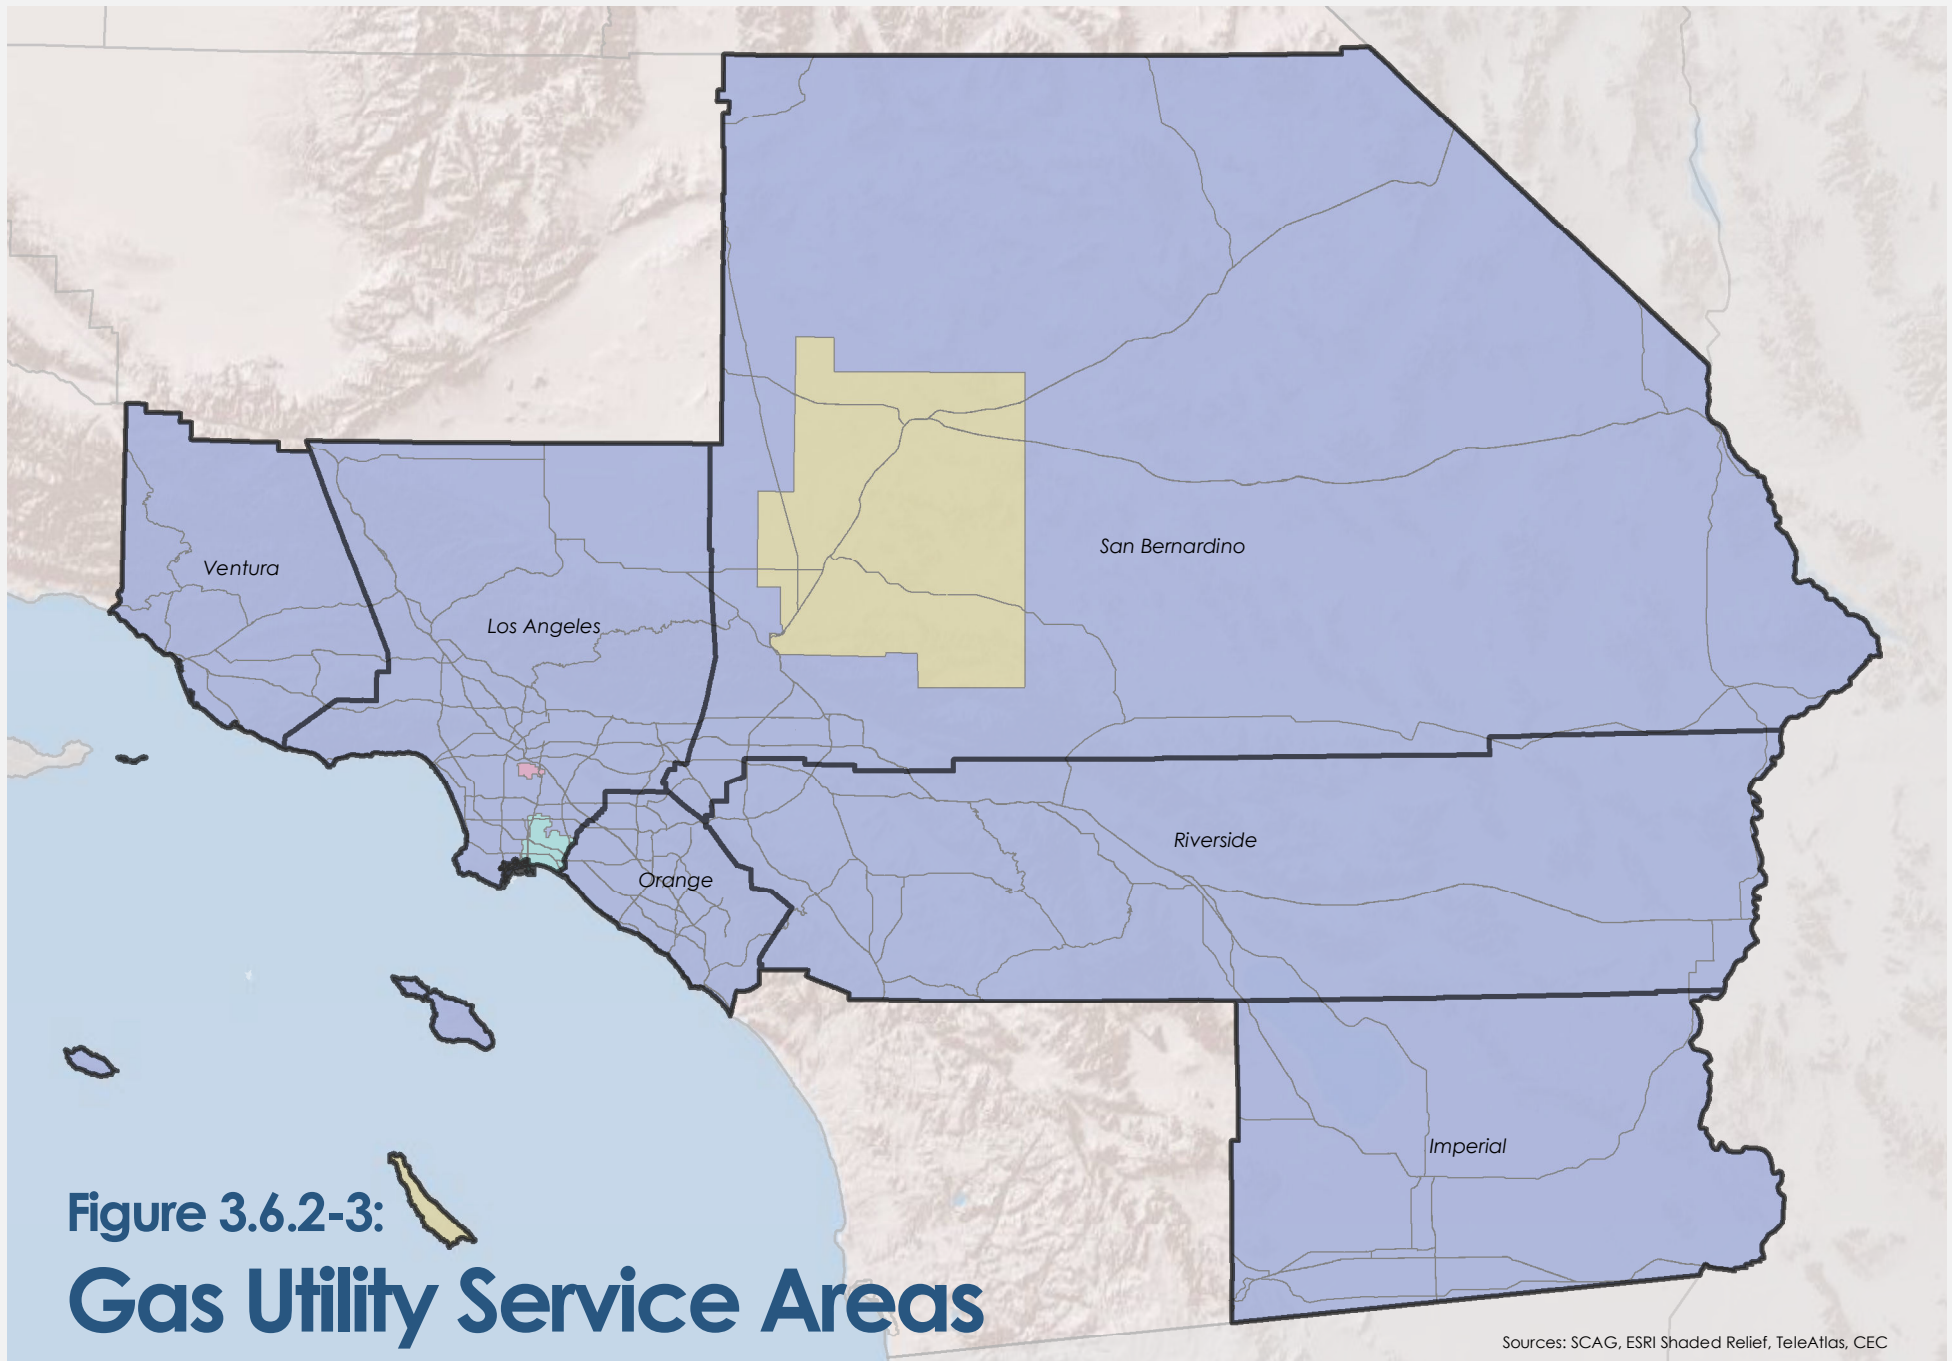 San Bernardino
Ventura
Los Angeles
Riverside
Orange
Imperial
Figure 3.6.2-3:
Gas Utility Service Areas
Sources: SCAG, ESRI Shaded Relief, TeleAtlas, CEC